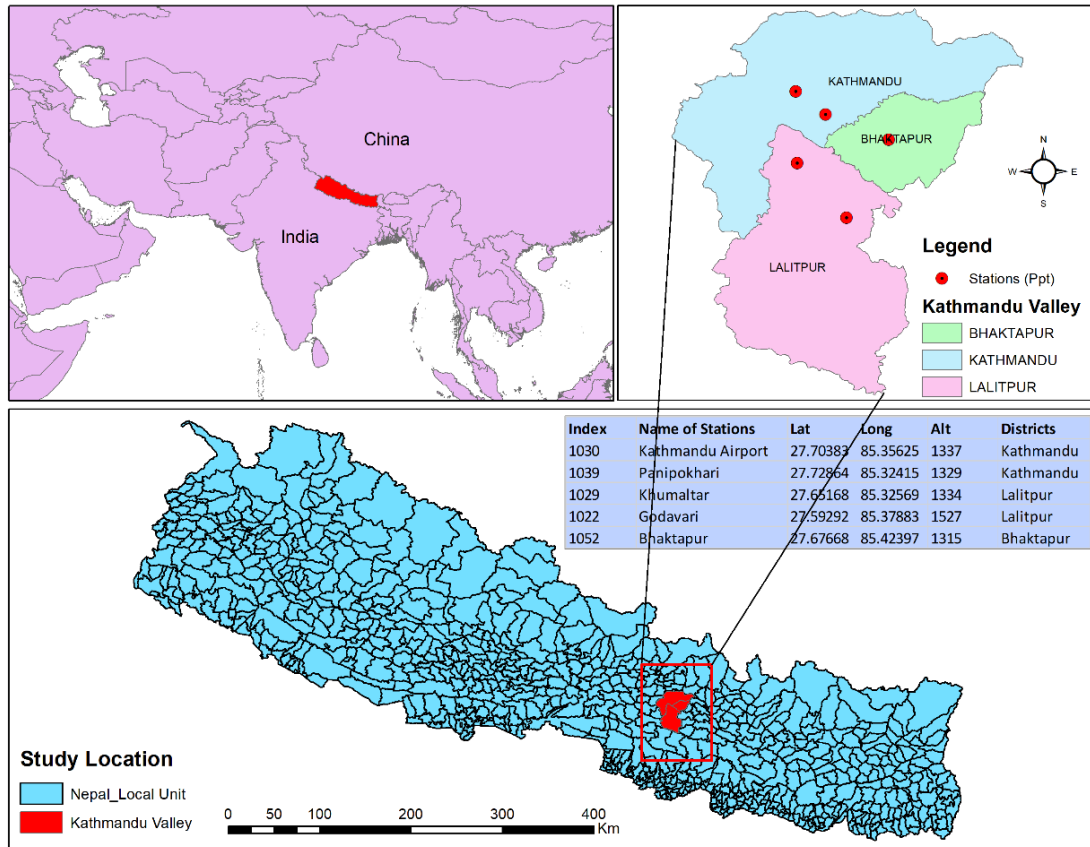 China
India
KATHMANDU
BHAKTAPUR
LALITPUR
N
W E
S
Legend
Stations (Ppt)
Kathmandu Valley
BHAKTAPUR
KATHMANDU
LALITPUR
Index Name of Stations Lat Long Alt Districts
1030 Kathmandu Airport 27.70383 85.35625 1337 Kathmandu
1039 Panipokhari 27.72864 85.32415 1329 Kathmandu
1029 Khumaltar 27.65168 85.32569 1334 Lalitpur
1022 Godavari 27.59292 85.37883 1527 Lalitpur
1052 Bhaktapur 27.67668 85.42397 1315 Bhaktapur
Study Location
Nepal_Local Unit
Kathmandu Valley
0 50 100 200 300 400
Km